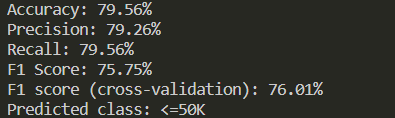 Accuracy: 79.56%
Precision: 79.26%
Recall: 79.56%
F1 Score: 75.75%
F1 score (cross-validation): 76.01%
Predicted class: <=50K